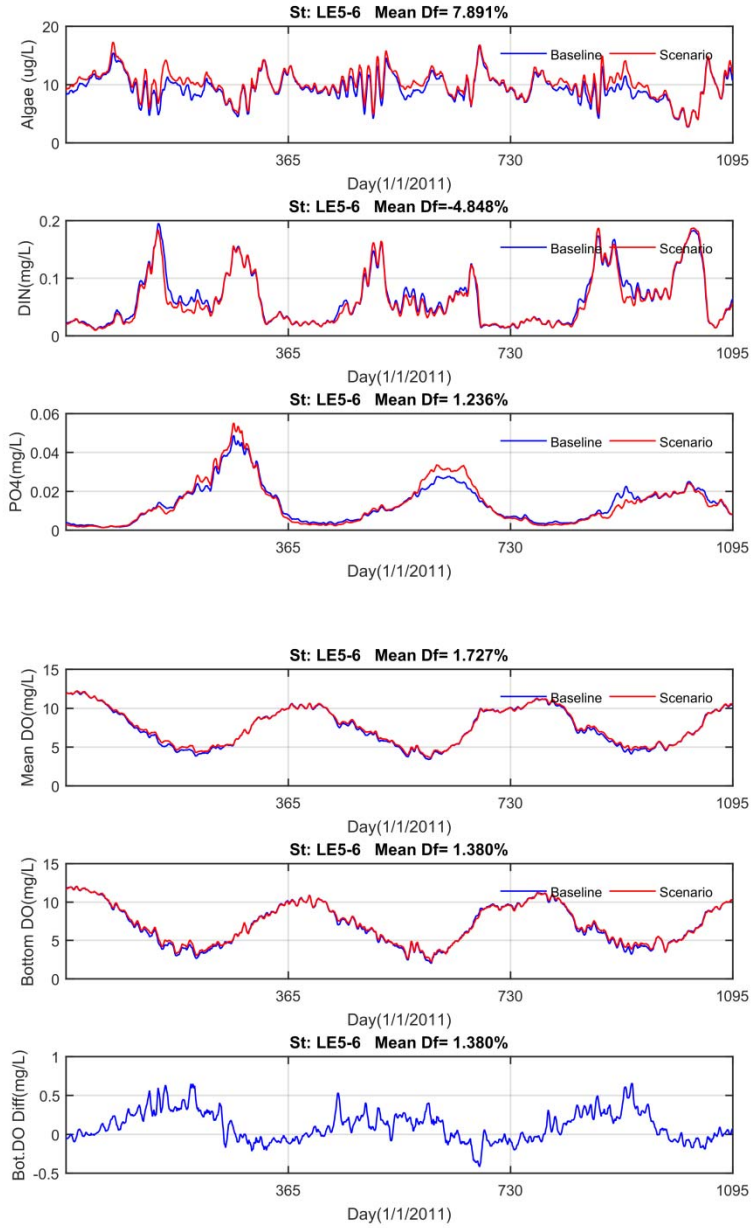 St: LE5-6 Mean Df= 7.891%
20
10
0
Algae (ug/L)
Baseline
Scenario
365
730
1095
Day(1/1/2011)
St: LE5-6 Mean Df=-4.848%
0.2
0.1
0
DIN(mg/L)
Baseline
Scenario
365
730
1095
Day(1/1/2011)
St: LE5-6 Mean Df= 1.236%
0.06
0.04
0.02
0
PO4(mg/L)
Baseline
Scenario
365
730
1095
Day(1/1/2011)
St: LE5-6 Mean Df= 1.727%
15
10
5
0
Mean DO(mg/L)
Baseline
Scenario
365
730
1095
Day(1/1/2011)
St: LE5-6 Mean Df= 1.380%
15
10
5
0
Bottom DO(mg/L)
Baseline
Scenario
365
730
1095
Day(1/1/2011)
St: LE5-6 Mean Df= 1.380%
1
0.5
0
-0.5
Bot.DO Diff(mg/L)
365
730
1095
Day(1/1/2011)